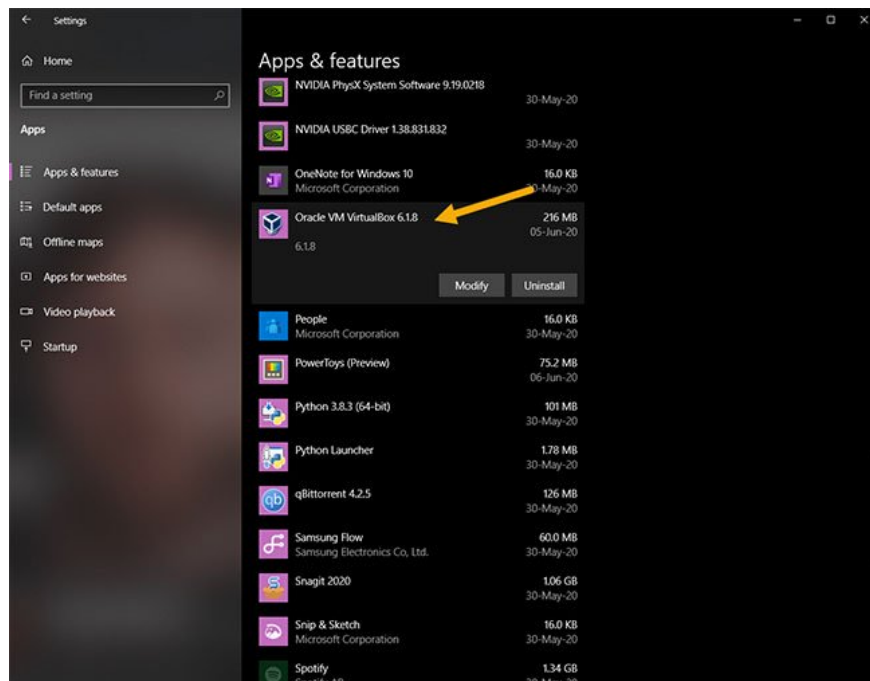 Settings
Home
Find a setting
Apps
Apps & features
Default apps
Offline maps
Apps for websites
Video playback
Startup
Apps & features
NVIDIA PhysX System Software 9.19.0218
30-May-20
NVIDIA USBC Driver 1.38.831.832
30-May-20
OneNote for Windows 10 16.0 KB
Microsoft Corporation 30-May-20
Oracle VM VirtualBox 6.1.8 216 MB
05-Jun-20
6.1.8
Modify Uninstall
People 16.0 KB
Microsoft Corporation 30-May-20
PowerToys (Preview) 75.2 MB
06-Jun-20
Python 3.8.3 (64-bit) 101 MB
30-May-20
Python Launcher 1.78 MB
30-May-20
qb qBittorrent 4.2.5 126 MB
30-May-20
Samsung Flow 60.0 MB
Samsung Electronics Co, Ltd. 30-May-20
Snagit 2020 1.06 GB
30-May-20
Snip & Sketch 16.0 KB
Microsoft Corporation 30-May-20
Spotify 1.34 GB